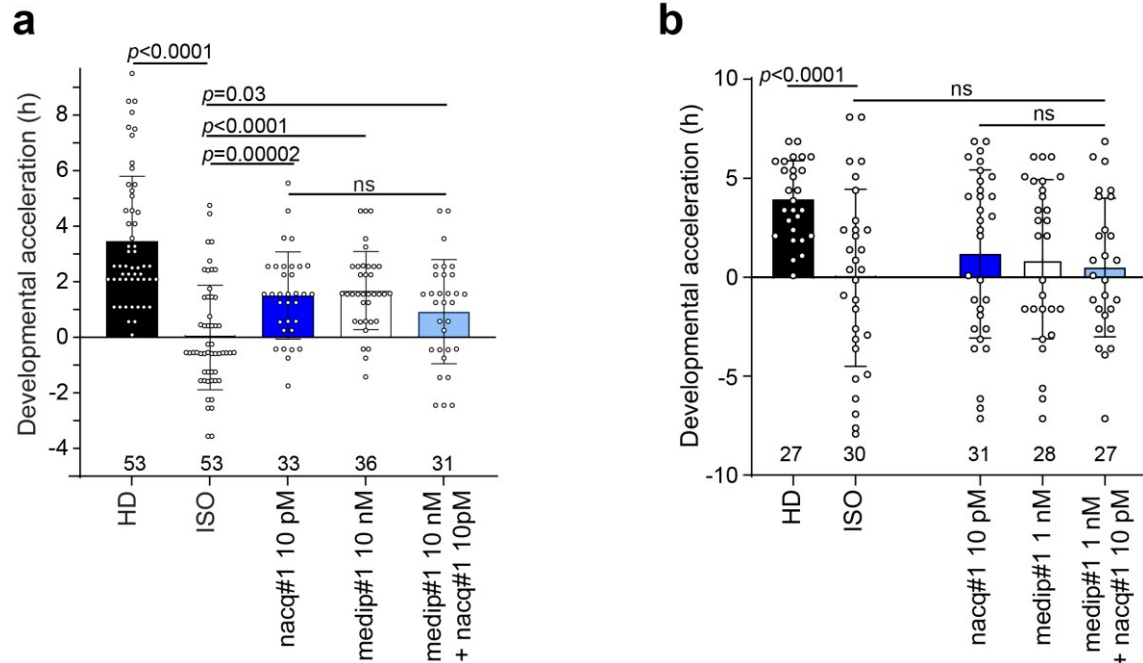 a
p<0.0001
p=0.03
p<0.0001
p=0.00002
ns
Developmental acceleration (h)
8
6
4
2
0
-2
-4
53
53
33
36
31
HD
ISO
nacq#1 10 pM
medip#1 10 nM
medip#1 10 nM
+ nacq#1 10pM
b
p<0.0001
ns
ns
Developmental acceleration (h)
10
5
0
-5
-10
27
30
31
28
27
HD
ISO
nacq#1 10 pM
medip#1 1 nM
medip#1 1 nM
+ nacq#1 10 pM